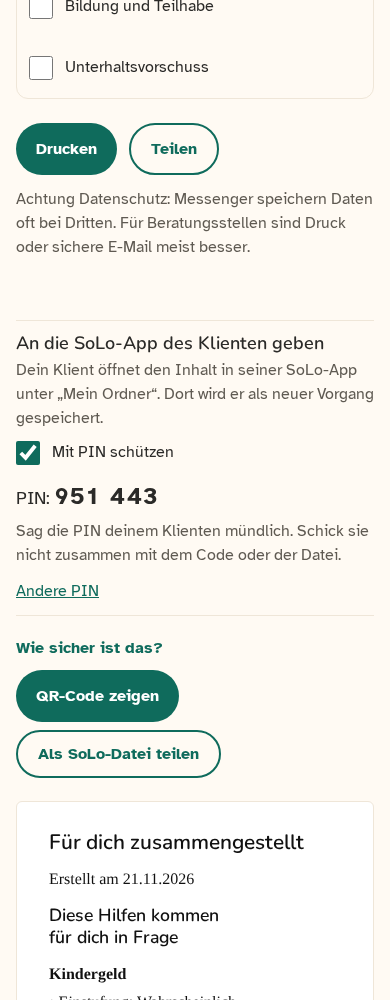 Bildung und Teilhabe
Unterhaltsvorschuss
Drucken
Teilen
Achtung Datenschutz: Messenger speichern Daten
oft bei Dritten. Für Beratungsstellen sind Druck
oder sichere E-Mail meist besser.
An die SoLo-App des Klienten geben
Dein Klient öffnet den Inhalt in seiner SoLo-App
unter „Mein Ordner“. Dort wird er als neuer Vorgang
gespeichert.
Mit PIN schützen
PIN: 951 443
Sag die PIN deinem Klienten mündlich. Schick sie
nicht zusammen mit dem Code oder der Datei.
Andere PIN
Wie sicher ist das?
QR-Code zeigen
Als SoLo-Datei teilen
Für dich zusammengestellt
Erstellt am 21.11.2026
Diese Hilfen kommen
für dich in Frage
Kindergeld
• Einstufung: Wahrscheinlich